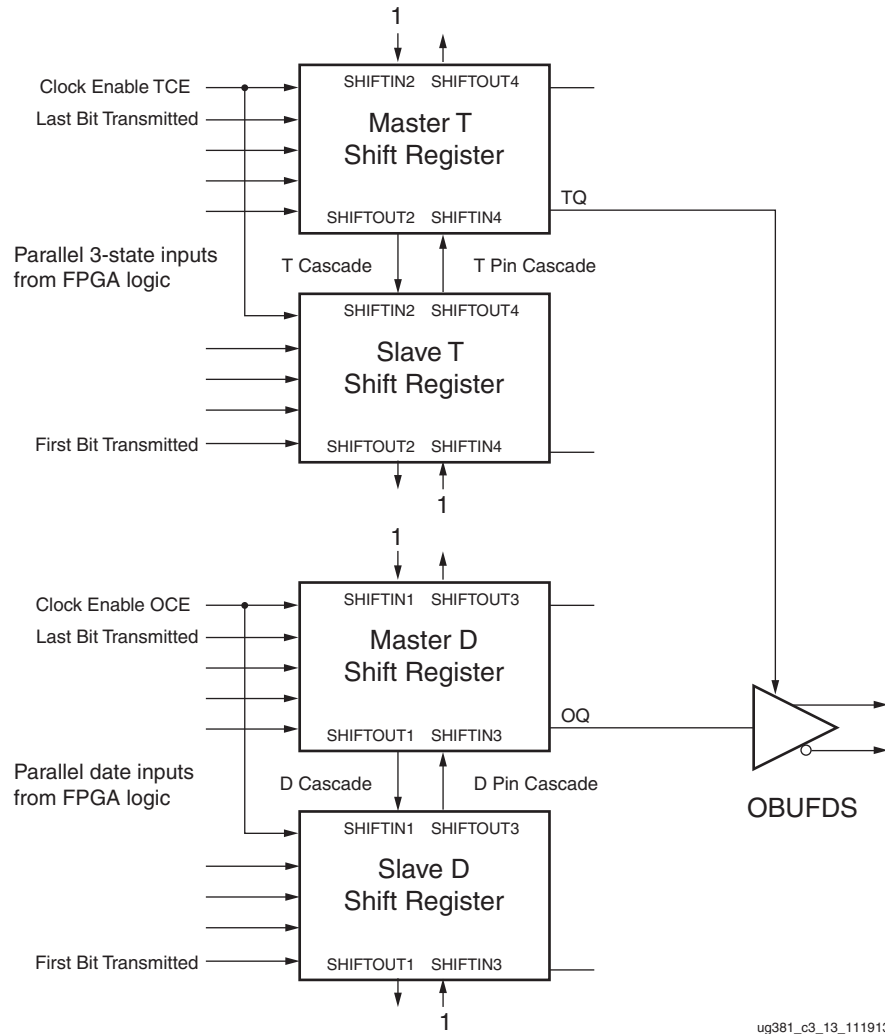 1
SHIFTIN2 SHIFTOUT4
Clock Enable TCE
Last Bit Transmitted
Master T
Shift Register
TQ
SHIFTOUT2 SHIFTIN4
Parallel 3-state inputs
from FPGA logic
T Cascade
T Pin Cascade
SHIFTIN2 SHIFTOUT4
Slave T
Shift Register
First Bit Transmitted
SHIFTOUT2 SHIFTIN4
1
1
SHIFTIN1 SHIFTOUT3
Clock Enable OCE
Last Bit Transmitted
Master D
Shift Register
OQ
SHIFTOUT1 SHIFTIN3
Parallel date inputs
from FPGA logic
D Cascade
D Pin Cascade
OBUFDS
SHIFTIN1 SHIFTOUT3
Slave D
Shift Register
First Bit Transmitted
SHIFTOUT1 SHIFTIN3
1
ug381_c3_13_111913